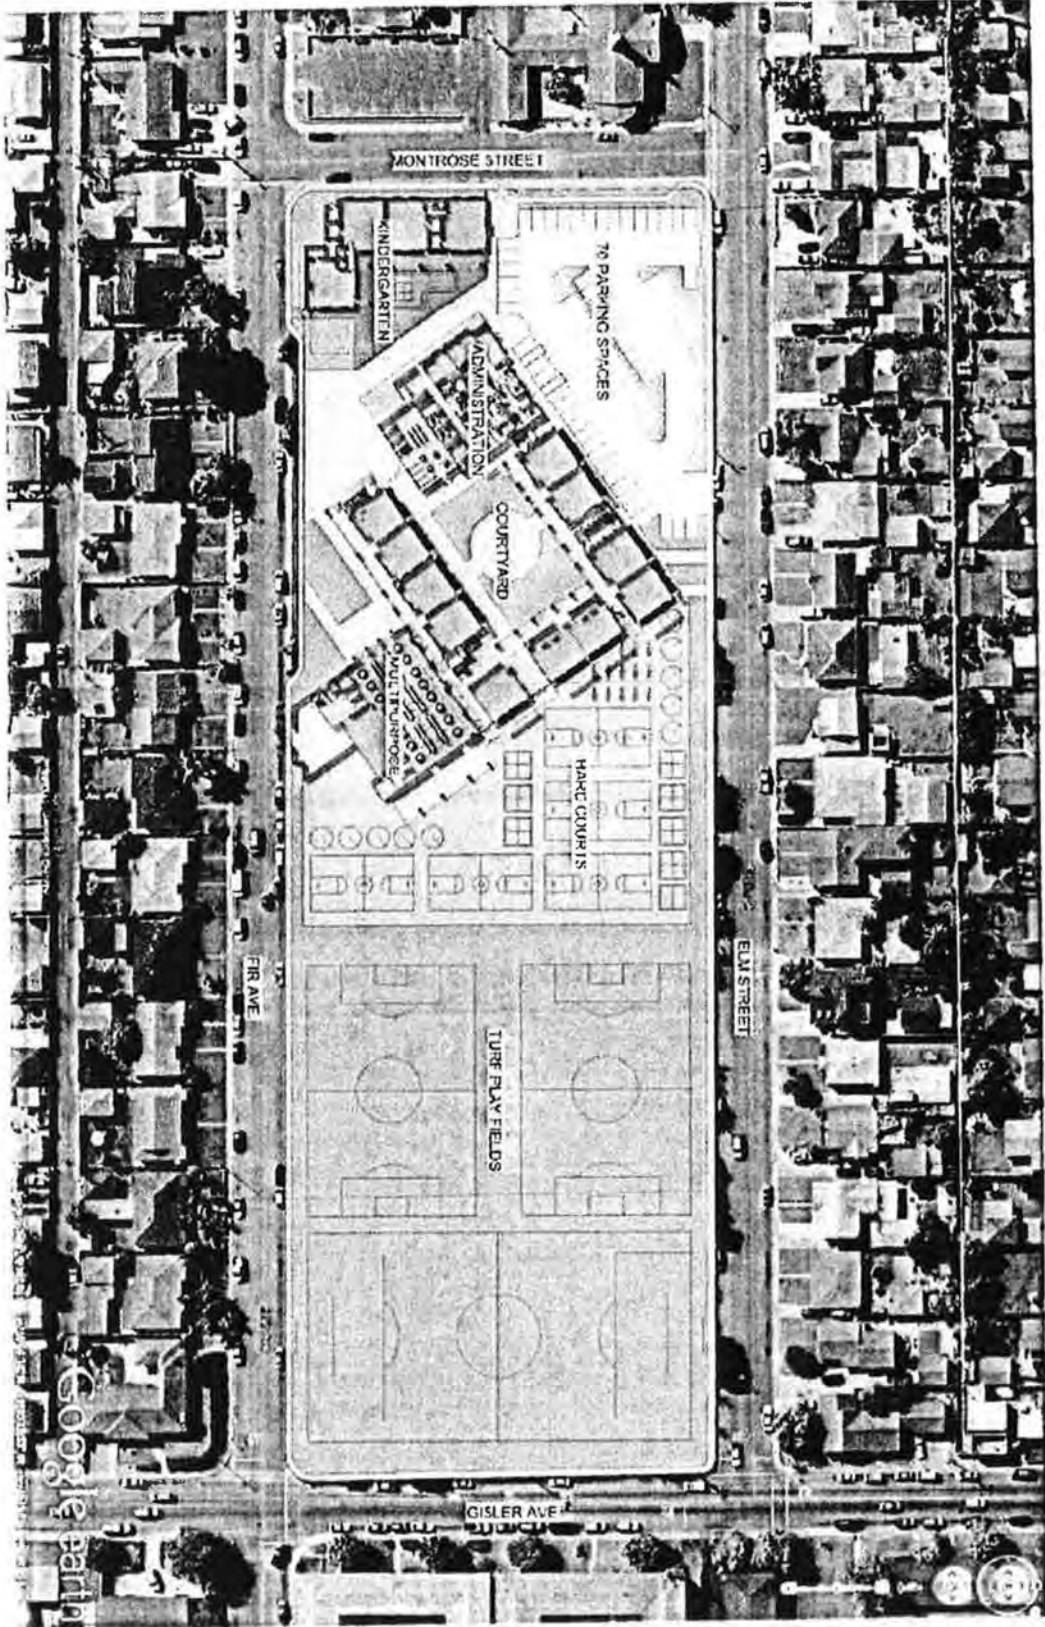 MONTROSE STREET
KINDERGARTEN
70 PARKING SPACES
ADMINISTRATION
COURTYARD
MULTIPURPOSE
HARD COURTS
FIR AVE
ELM STREET
TURF PLAY FIELDS
GISLER AVE
Google earth